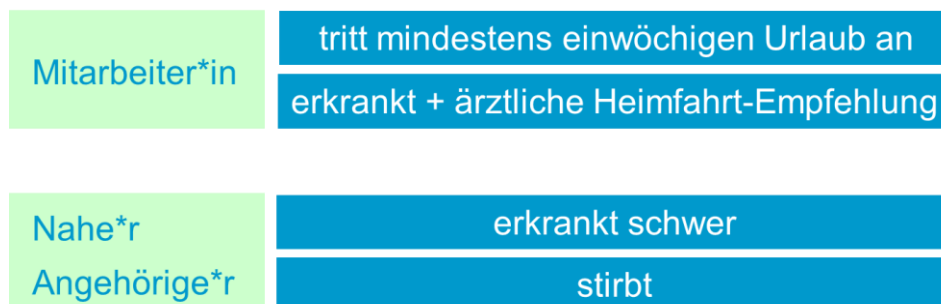 Mitarbeiter*in
tritt mindestens einwöchigen Urlaub an
erkrankt + ärztliche Heimfahrt-Empfehlung
Nahe*r
Angehörige*r
erkrankt schwer
stirbt